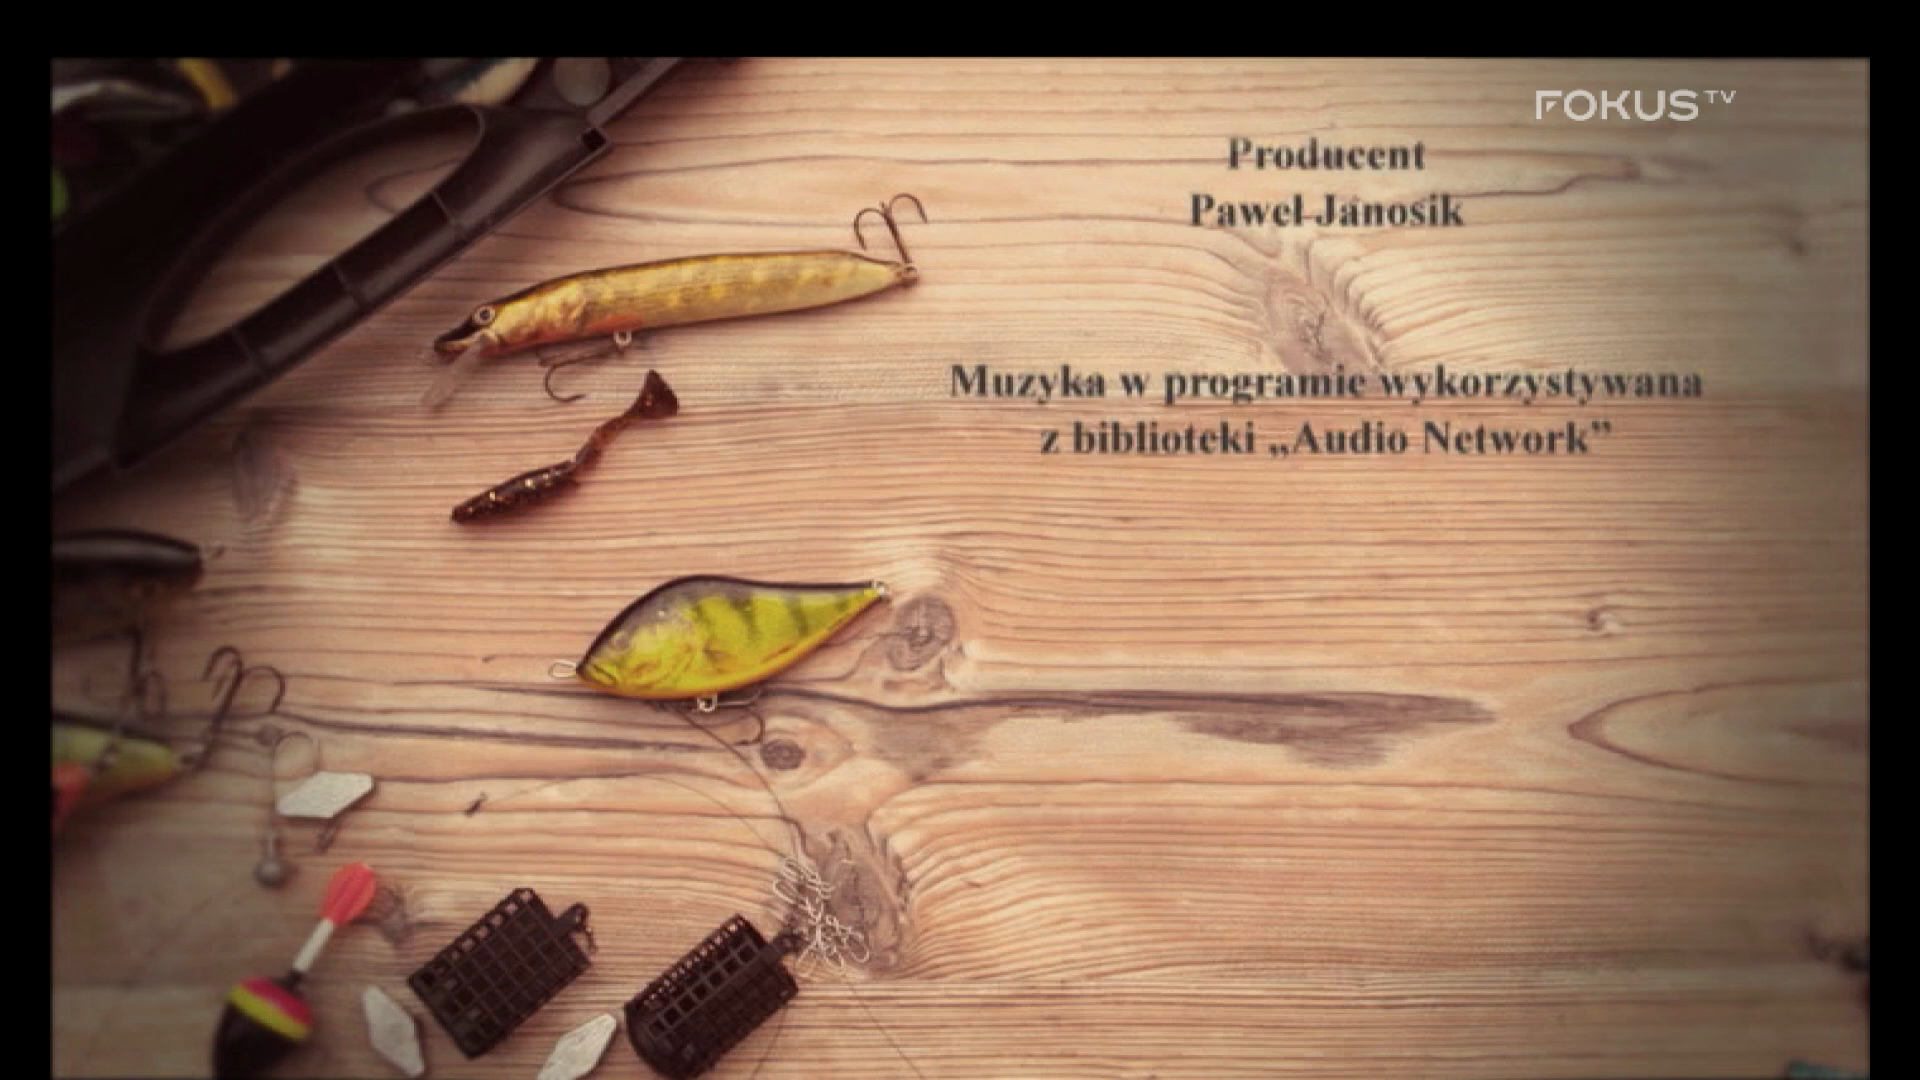 FOKUS TV
Producent
Paweł Janosik
Muzyka w programie wykorzystywana
z biblioteki „Audio Network”